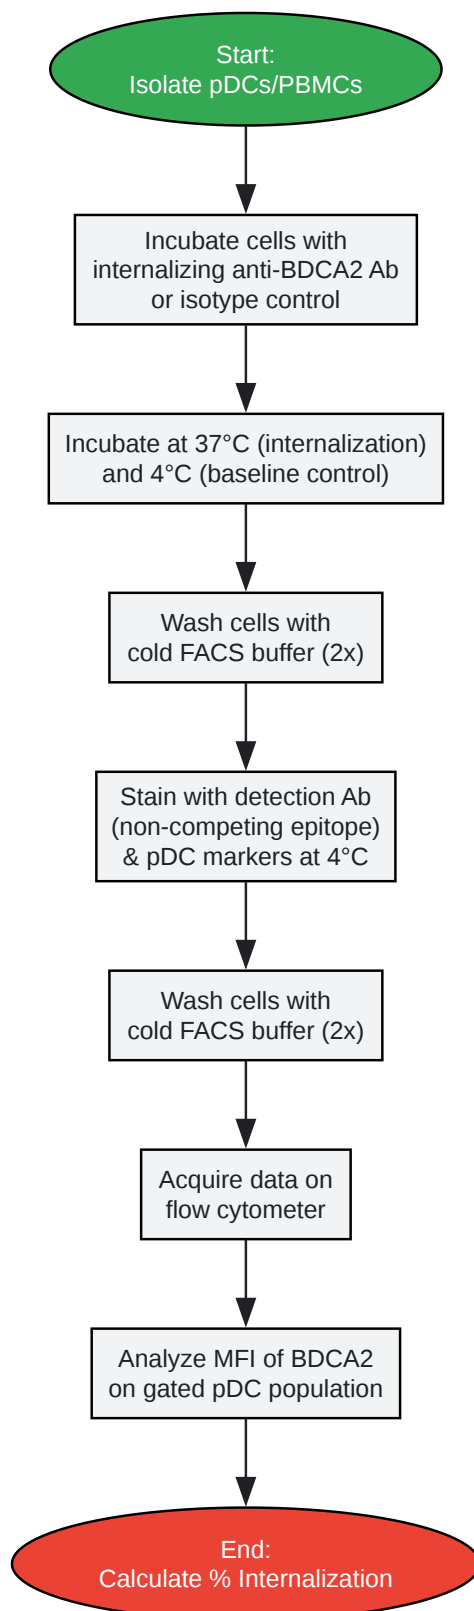 Start:
Isolate pDCs/PBMCs
Incubate cells with
internalizing anti-BDCA2 Ab
or isotype control
Incubate at 37°C (internalization)
and 4°C (baseline control)
Wash cells with
cold FACS buffer (2x)
Stain with detection Ab
(non-competing epitope)
& pDC markers at 4°C
Wash cells with
cold FACS buffer (2x)
Acquire data on
flow cytometer
Analyze MFI of BDCA2
on gated pDC population
End:
Calculate % Internalization